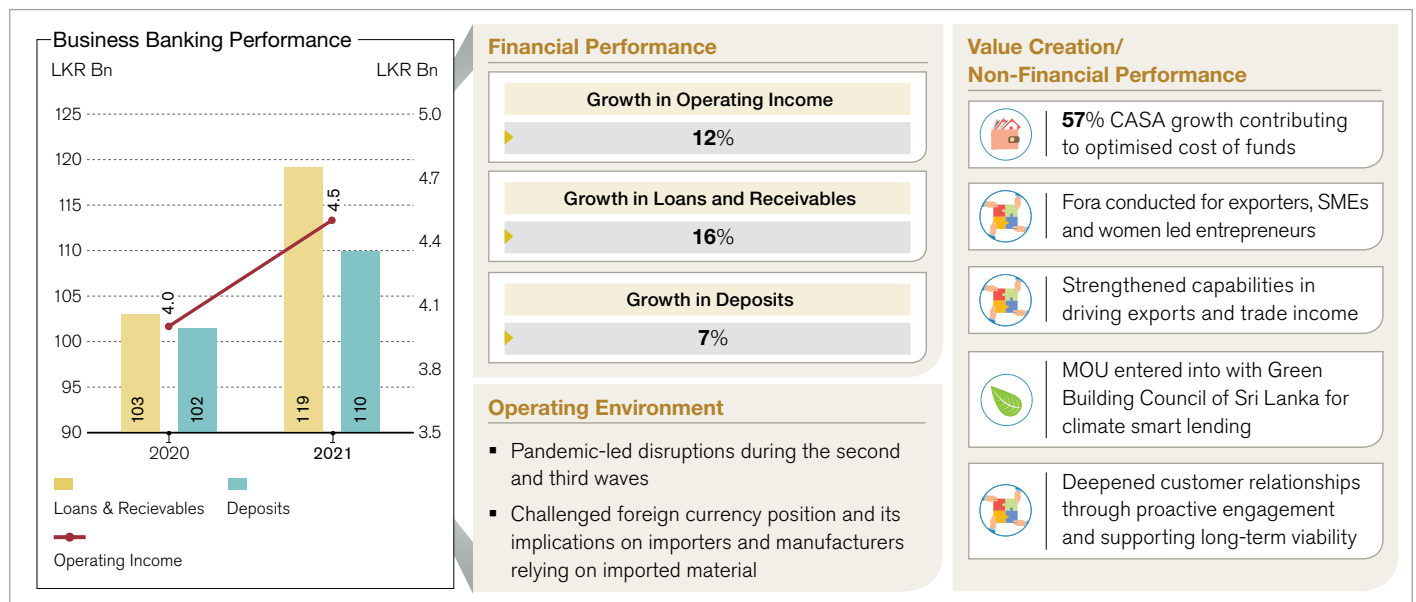 Business Banking Performance
LKR Bn
LKR Bn
125
120
115
110
105
100
95
90
5.0
4.7
4.4
4.1
3.8
3.5
103
102
4.0
119
110
4.5
2020
2021
Loans & Recievables
Deposits
Operating Income
Financial Performance
Growth in Operating Income
12%
Growth in Loans and Receivables
16%
Growth in Deposits
7%
Operating Environment
▪ Pandemic-led disruptions during the second
and third waves
▪ Challenged foreign currency position and its
implications on importers and manufacturers
relying on imported material
Value Creation/
Non-Financial Performance
57% CASA growth contributing
to optimised cost of funds
Fora conducted for exporters, SMEs
and women led entrepreneurs
Strengthened capabilities in
driving exports and trade income
MOU entered into with Green
Building Council of Sri Lanka for
climate smart lending
Deepened customer relationships
through proactive engagement
and supporting long-term viability